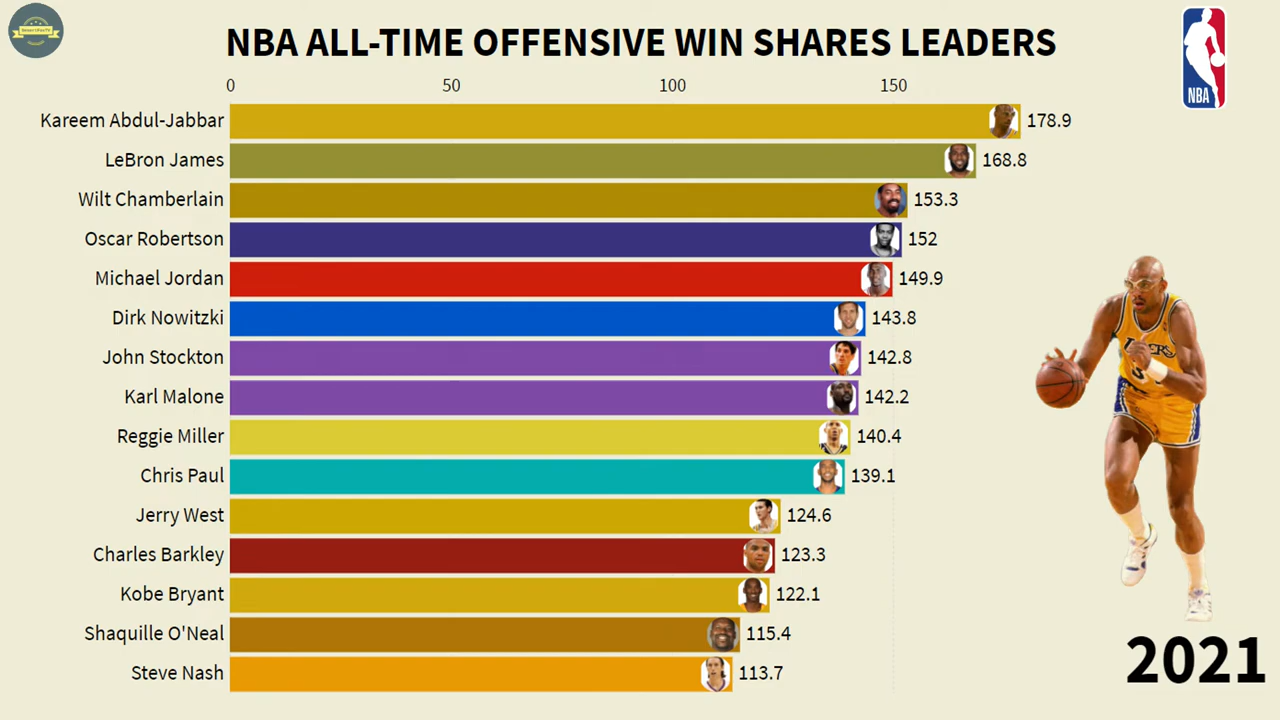 NBA ALL-TIME OFFENSIVE WIN SHARES LEADERS
NBA
0 50 100 150
Kareem Abdul-Jabbar 178.9
LeBron James 168.8
Wilt Chamberlain 153.3
Oscar Robertson 152
Michael Jordan 149.9
Dirk Nowitzki 143.8
John Stockton 142.8
Karl Malone 142.2
Reggie Miller 140.4
Chris Paul 139.1
Jerry West 124.6
Charles Barkley 123.3
Kobe Bryant 122.1
Shaquille O'Neal 115.4
Steve Nash 113.7
2021